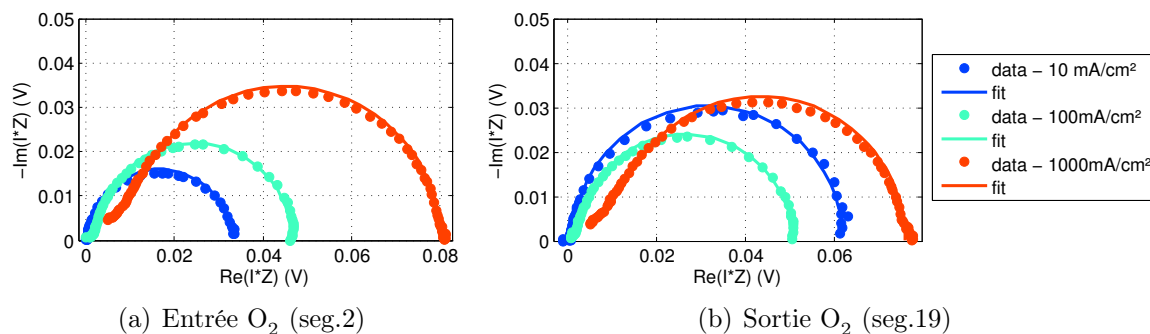 0.05
0.04
0.03
0.02
0.01
0
−Im(I*Z) (V)
0 0.02 0.04 0.06 0.08
Re(I*Z) (V)
(a) Entrée O₂ (seg.2)
0.05
0.04
0.03
0.02
0.01
0
−Im(I*Z) (V)
0 0.02 0.04 0.06 0.08
Re(I*Z) (V)
(b) Sortie O₂ (seg.19)
data − 10 mA/cm²
fit
data − 100mA/cm²
fit
data − 1000mA/cm²
fit